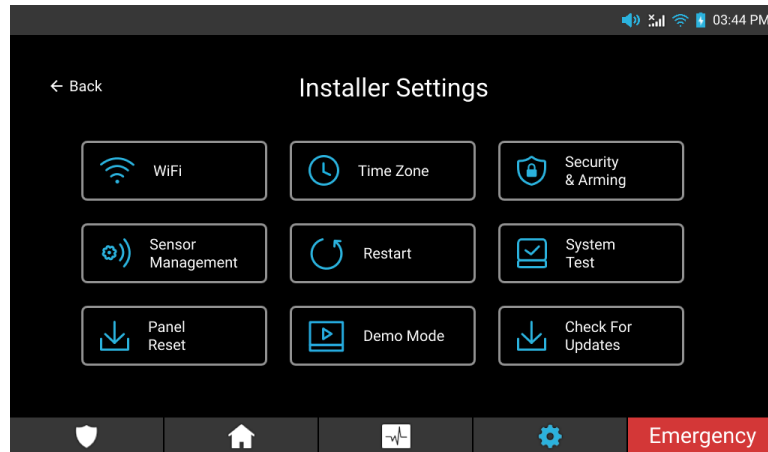 03:44 PM
← Back
Installer Settings
WiFi
Time Zone
Security
& Arming
Sensor
Management
Restart
System
Test
Panel
Reset
Demo Mode
Check For
Updates
Emergency